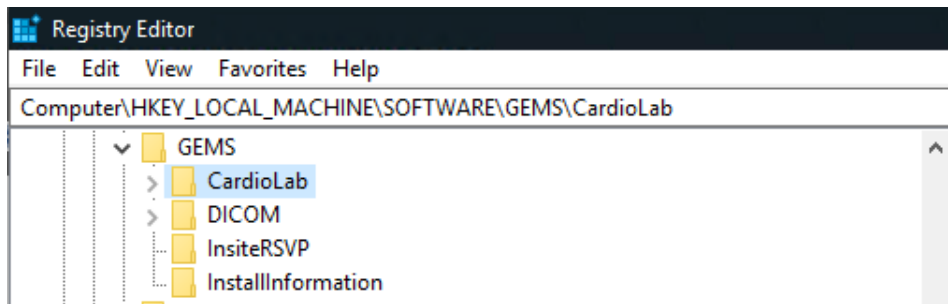 Registry Editor
File Edit View Favorites Help
Computer\HKEY_LOCAL_MACHINE\SOFTWARE\GEMS\CardioLab
GEMS
CardioLab
DICOM
InsiteRSVP
InstallInformation